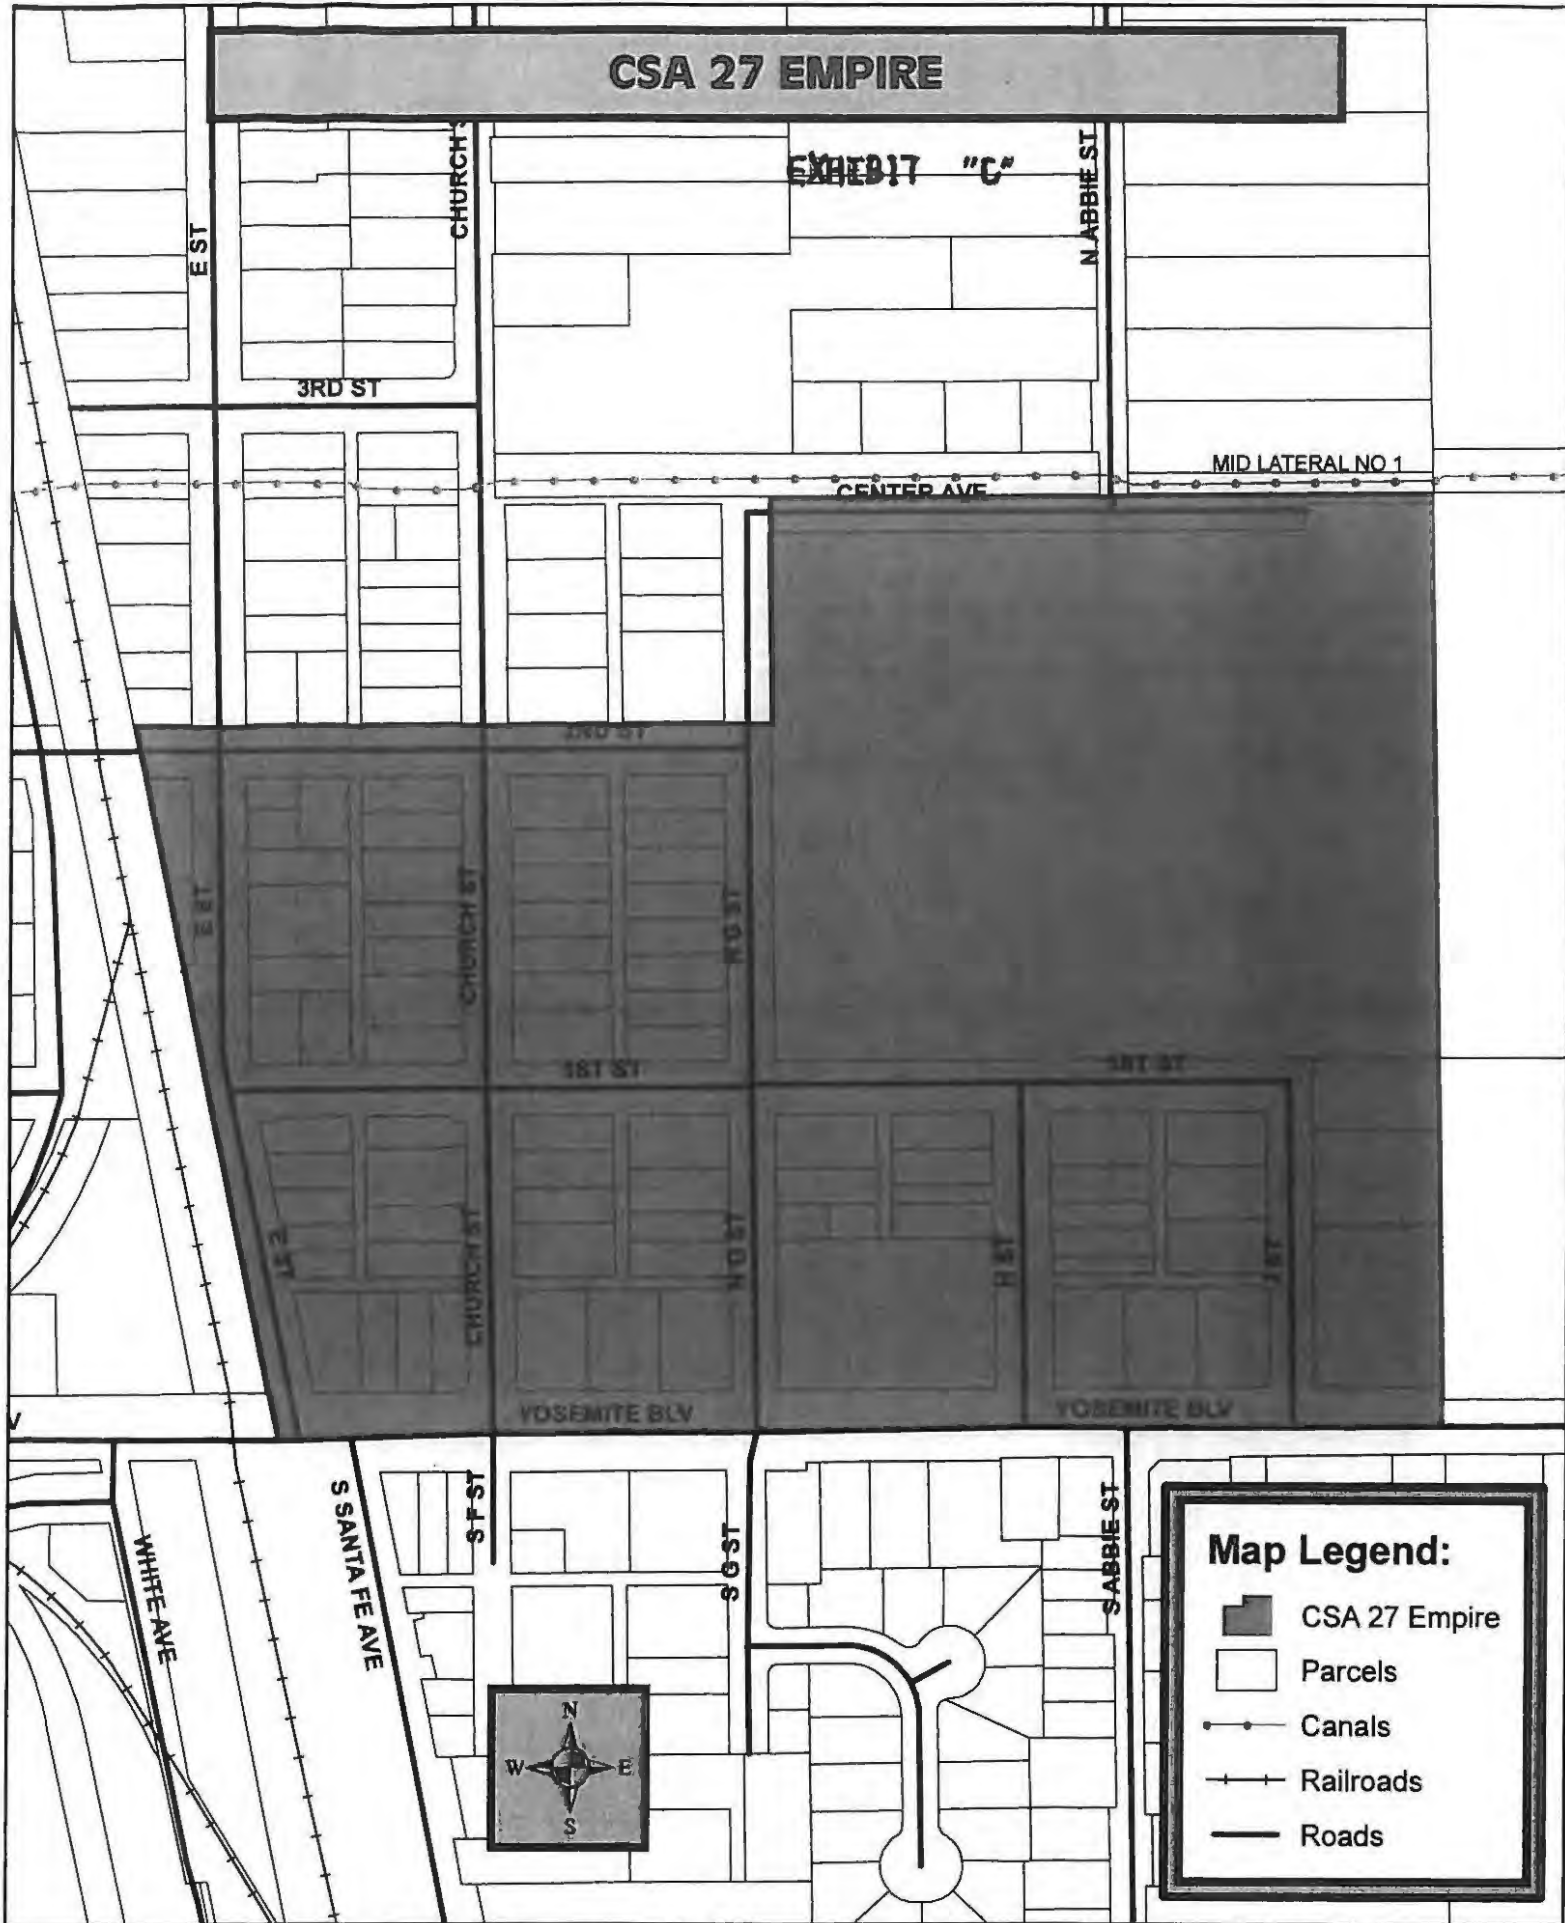 CSA 27 EMPIRE
EXHIBIT "C"
CHURCH S
N ABBIE ST
E ST
3RD ST
MID LATERAL NO 1
CENTER AVE
2ND ST
E ST
CHURCH ST
N G ST
1ST ST
1ST ST
CHURCH ST
N G ST
H ST
I ST
YOSEMITE BLV
YOSEMITE BLV
V
S SANTA FE AVE
S F ST
S G ST
S ABBIE ST
WHITE AVE
N
W
E
S
Map Legend:
CSA 27 Empire
Parcels
Canals
Railroads
Roads